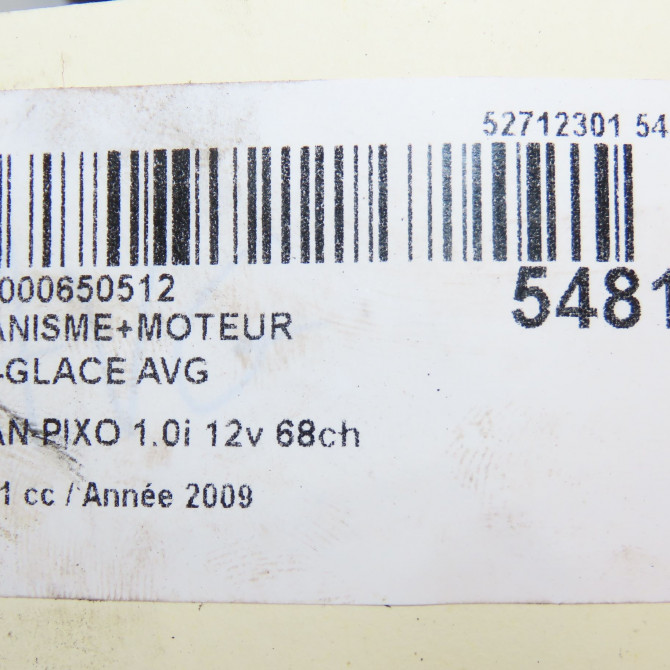 52712301 54
000650512
5481
ANISME+MOTEUR
-GLACE AVG
AN PIXO 1.0i 12v 68ch
1 cc / Année 2009